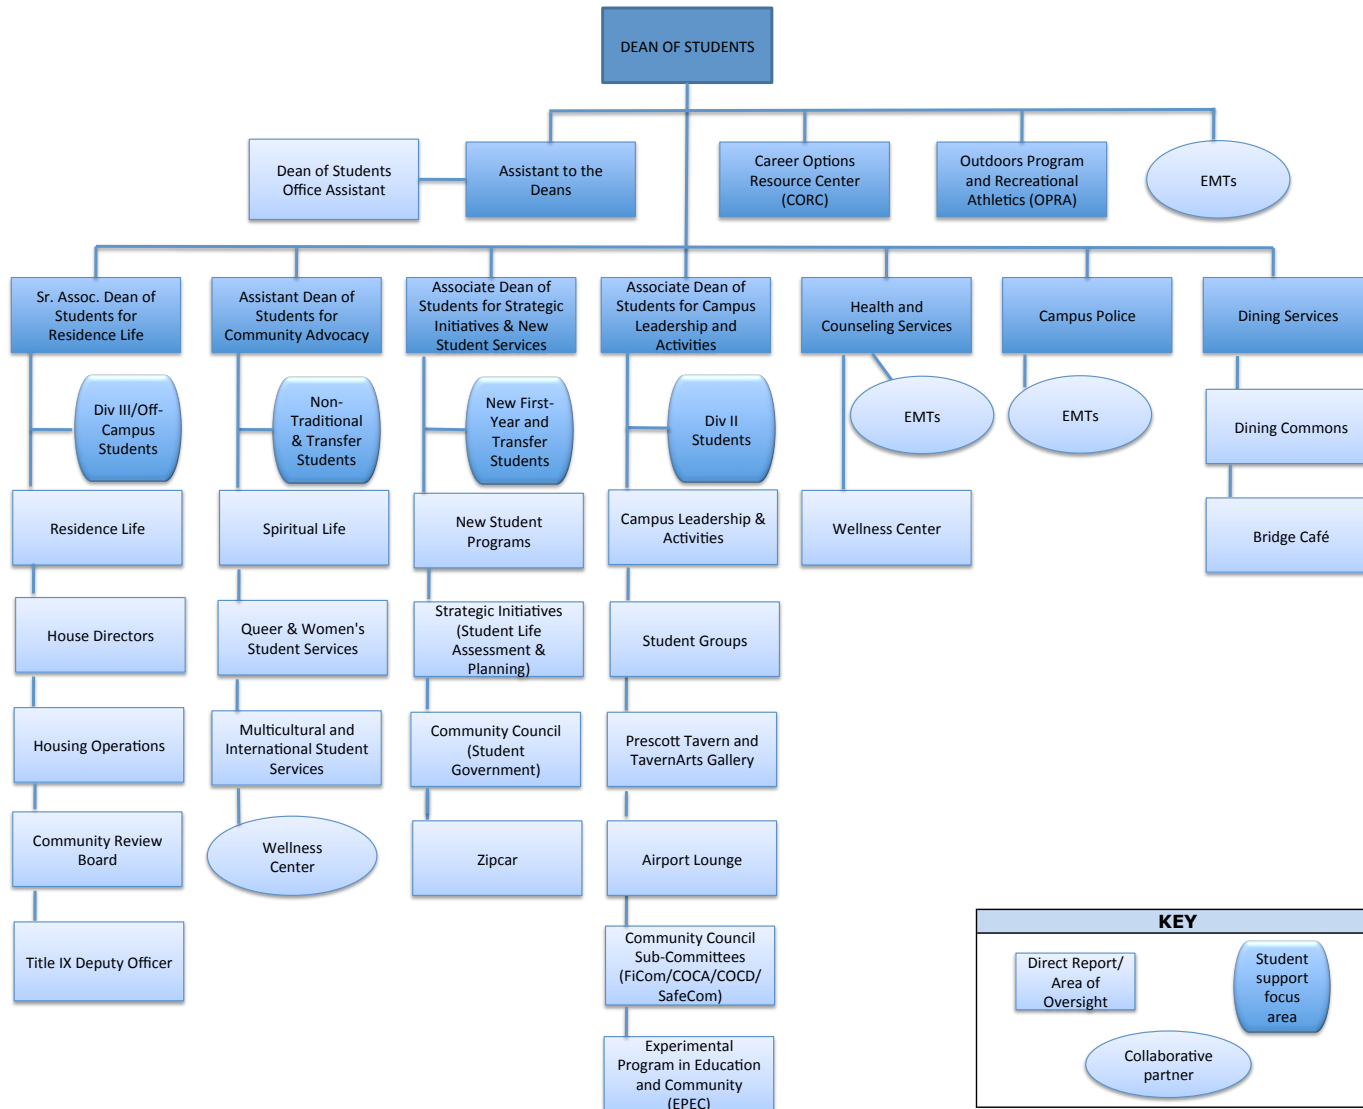 DEAN OF STUDENTS
Dean of Students
Office Assistant
Assistant to the
Deans
Career Options
Resource Center
(CORC)
Outdoors Program
and Recreational
Athletics (OPRA)
EMTs
Sr. Assoc. Dean of
Students for
Residence Life
Assistant Dean of
Students for
Community Advocacy
Associate Dean of
Students for Strategic
Initiatives & New
Student Services
Associate Dean of
Students for Campus
Leadership and
Activities
Health and
Counseling Services
Campus Police
Dining Services
Div III/Off-
Campus
Students
Non-
Traditional
& Transfer
Students
New First-
Year and
Transfer
Students
Div II
Students
EMTs
EMTs
Dining Commons
Residence Life
Spiritual Life
New Student
Programs
Campus Leadership &
Activities
Wellness Center
Bridge Café
House Directors
Queer & Women's
Student Services
Strategic Initiatives
(Student Life
Assessment &
Planning)
Student Groups
Housing Operations
Multicultural and
International Student
Services
Community Council
(Student
Government)
Prescott Tavern and
TavernArts Gallery
Community Review
Board
Wellness
Center
Zipcar
Airport Lounge
Title IX Deputy Officer
Community Council
Sub-Committees
(FiCom/COCA/COCD/
SafeCom)
Experimental
Program in Education
and Community
(EPEC)
KEY
Direct Report/
Area of
Oversight
Student
support
focus
area
Collaborative
partner